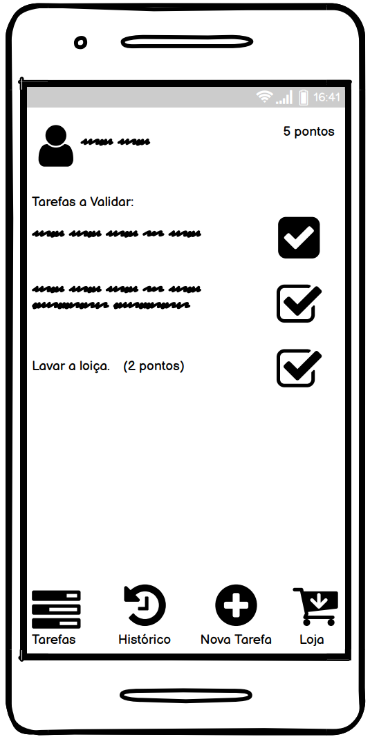 16:41
5 pontos
Tarefas a Validar:
Lavar a loiça. (2 pontos)
Tarefas Histórico Nova Tarefa Loja